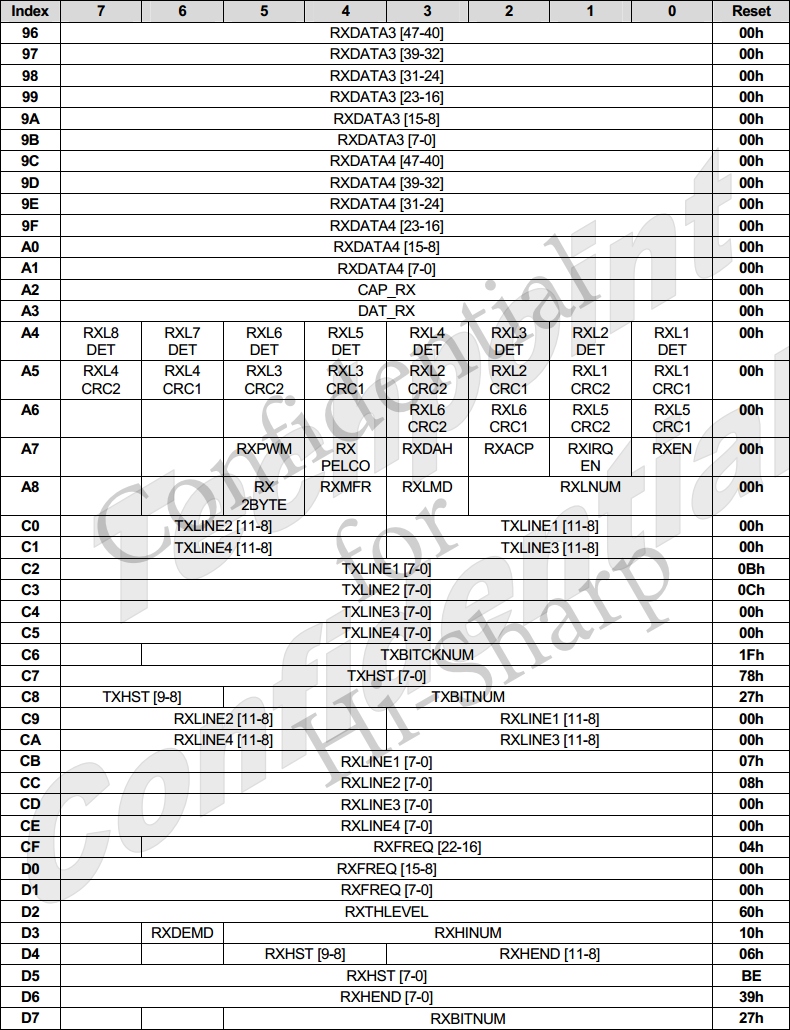 Index 7 6 5 4 3 2 1 0 Reset
96 RXDATA3 [47-40] 00h
97 RXDATA3 [39-32] 00h
98 RXDATA3 [31-24] 00h
99 RXDATA3 [23-16] 00h
9A RXDATA3 [15-8] 00h
9B RXDATA3 [7-0] 00h
9C RXDATA4 [47-40] 00h
9D RXDATA4 [39-32] 00h
9E RXDATA4 [31-24] 00h
9F RXDATA4 [23-16] 00h
A0 RXDATA4 [15-8] 00h
A1 RXDATA4 [7-0] 00h
A2 CAP_RX 00h
A3 DAT_RX 00h
A4 RXL8 RXL7 RXL6 RXL5 RXL4 RXL3 RXL2 RXL1 00h
DET DET DET DET DET DET DET DET
A5 RXL4 RXL4 RXL3 RXL3 RXL2 RXL2 RXL1 RXL1 00h
CRC2 CRC1 CRC2 CRC1 CRC2 CRC1 CRC2 CRC1
A6 RXL6 RXL6 RXL5 RXL5 00h
CRC2 CRC1 CRC2 CRC1
A7 RXPWM RX RXDAH RXACP RXIRQ RXEN 00h
PELCO EN
A8 RX RXMFR RXLMD RXLNUM 00h
2BYTE
C0 TXLINE2 [11-8] TXLINE1 [11-8] 00h
C1 TXLINE4 [11-8] TXLINE3 [11-8] 00h
C2 TXLINE1 [7-0] 0Bh
C3 TXLINE2 [7-0] 0Ch
C4 TXLINE3 [7-0] 00h
C5 TXLINE4 [7-0] 00h
C6 TXBITCKNUM 1Fh
C7 TXHST [7-0] 78h
C8 TXHST [9-8] TXBITNUM 27h
C9 RXLINE2 [11-8] RXLINE1 [11-8] 00h
CA RXLINE4 [11-8] RXLINE3 [11-8] 00h
CB RXLINE1 [7-0] 07h
CC RXLINE2 [7-0] 08h
CD RXLINE3 [7-0] 00h
CE RXLINE4 [7-0] 00h
CF RXFREQ [22-16] 04h
D0 RXFREQ [15-8] 00h
D1 RXFREQ [7-0] 00h
D2 RXTHLEVEL 60h
D3 RXDEMD RXHINUM 10h
D4 RXHST [9-8] RXHEND [11-8] 06h
D5 RXHST [7-0] BE
D6 RXHEND [7-0] 39h
D7 RXBITNUM 27h
Techpoint
Confidential
Confidential
for
Hi-Sharp